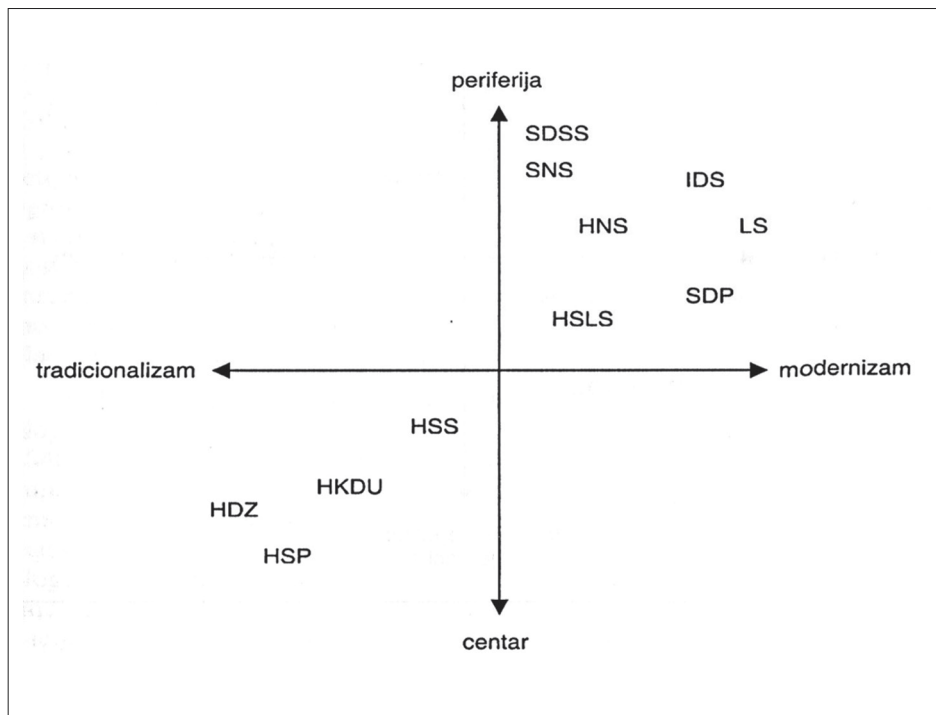 periferija
SDSS
SNS
IDS
HNS
LS
SDP
HSLS
tradicionalizam
modernizam
HSS
HKDU
HDZ
HSP
centar